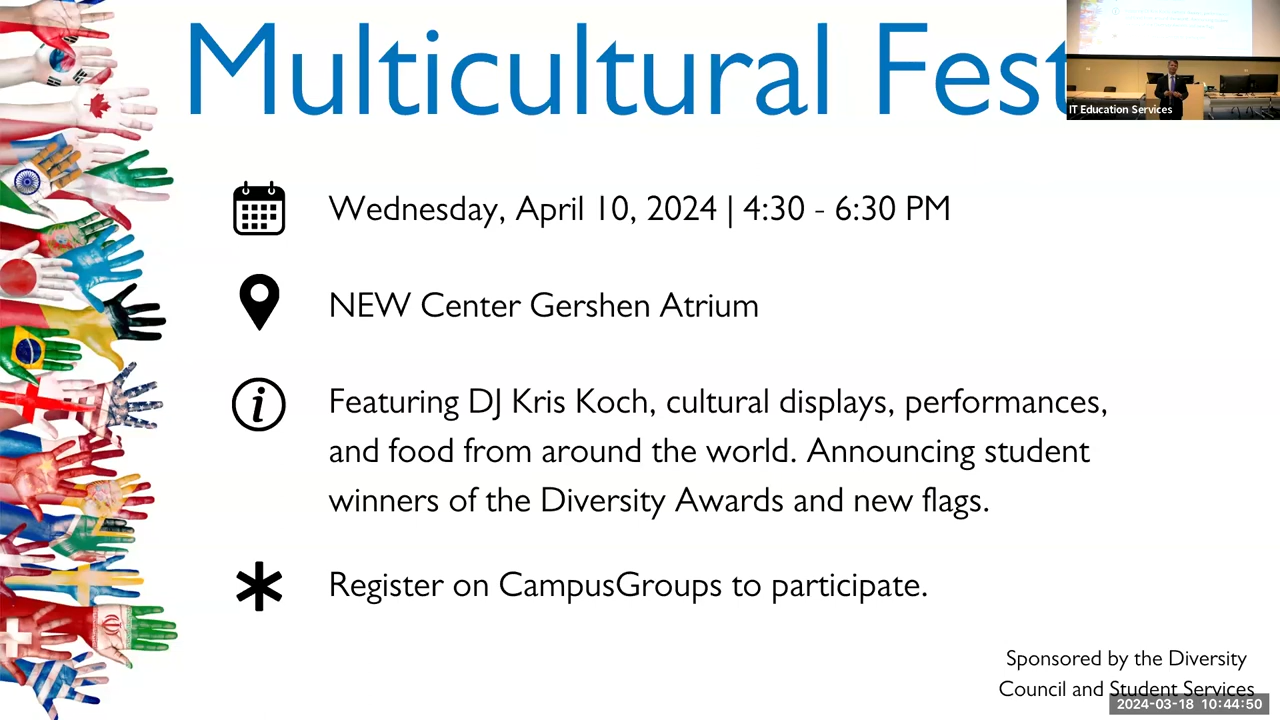 Multicultural Fest
IT Education Services
Wednesday, April 10, 2024 | 4:30 - 6:30 PM
NEW Center Gershen Atrium
Featuring DJ Kris Koch, cultural displays, performances,
and food from around the world. Announcing student
winners of the Diversity Awards and new flags.
Register on CampusGroups to participate.
Sponsored by the Diversity
Council and Student Services
2024-03-18 10:44:50